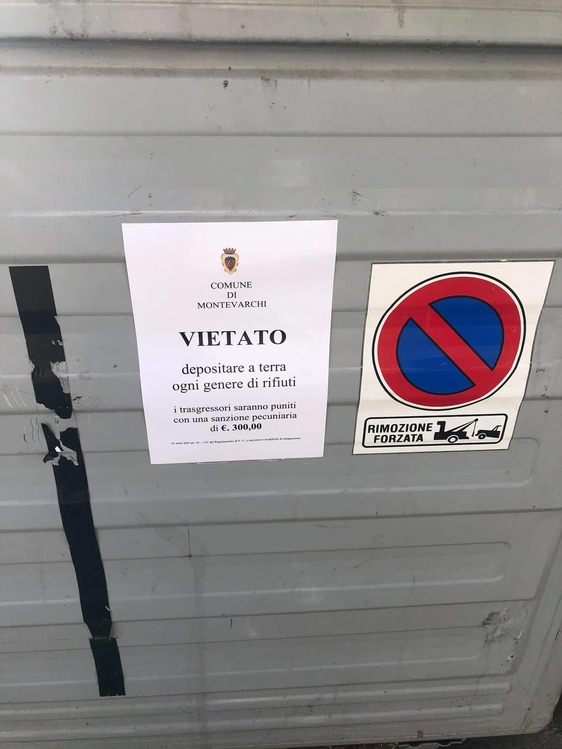 COMUNE
DI
MONTEVARCHI
VIETATO
depositare a terra
ogni genere di rifiuti
i trasgressori saranno puniti
con una sanzione pecuniaria
di €. 300,00
RIMOZIONE
FORZATA